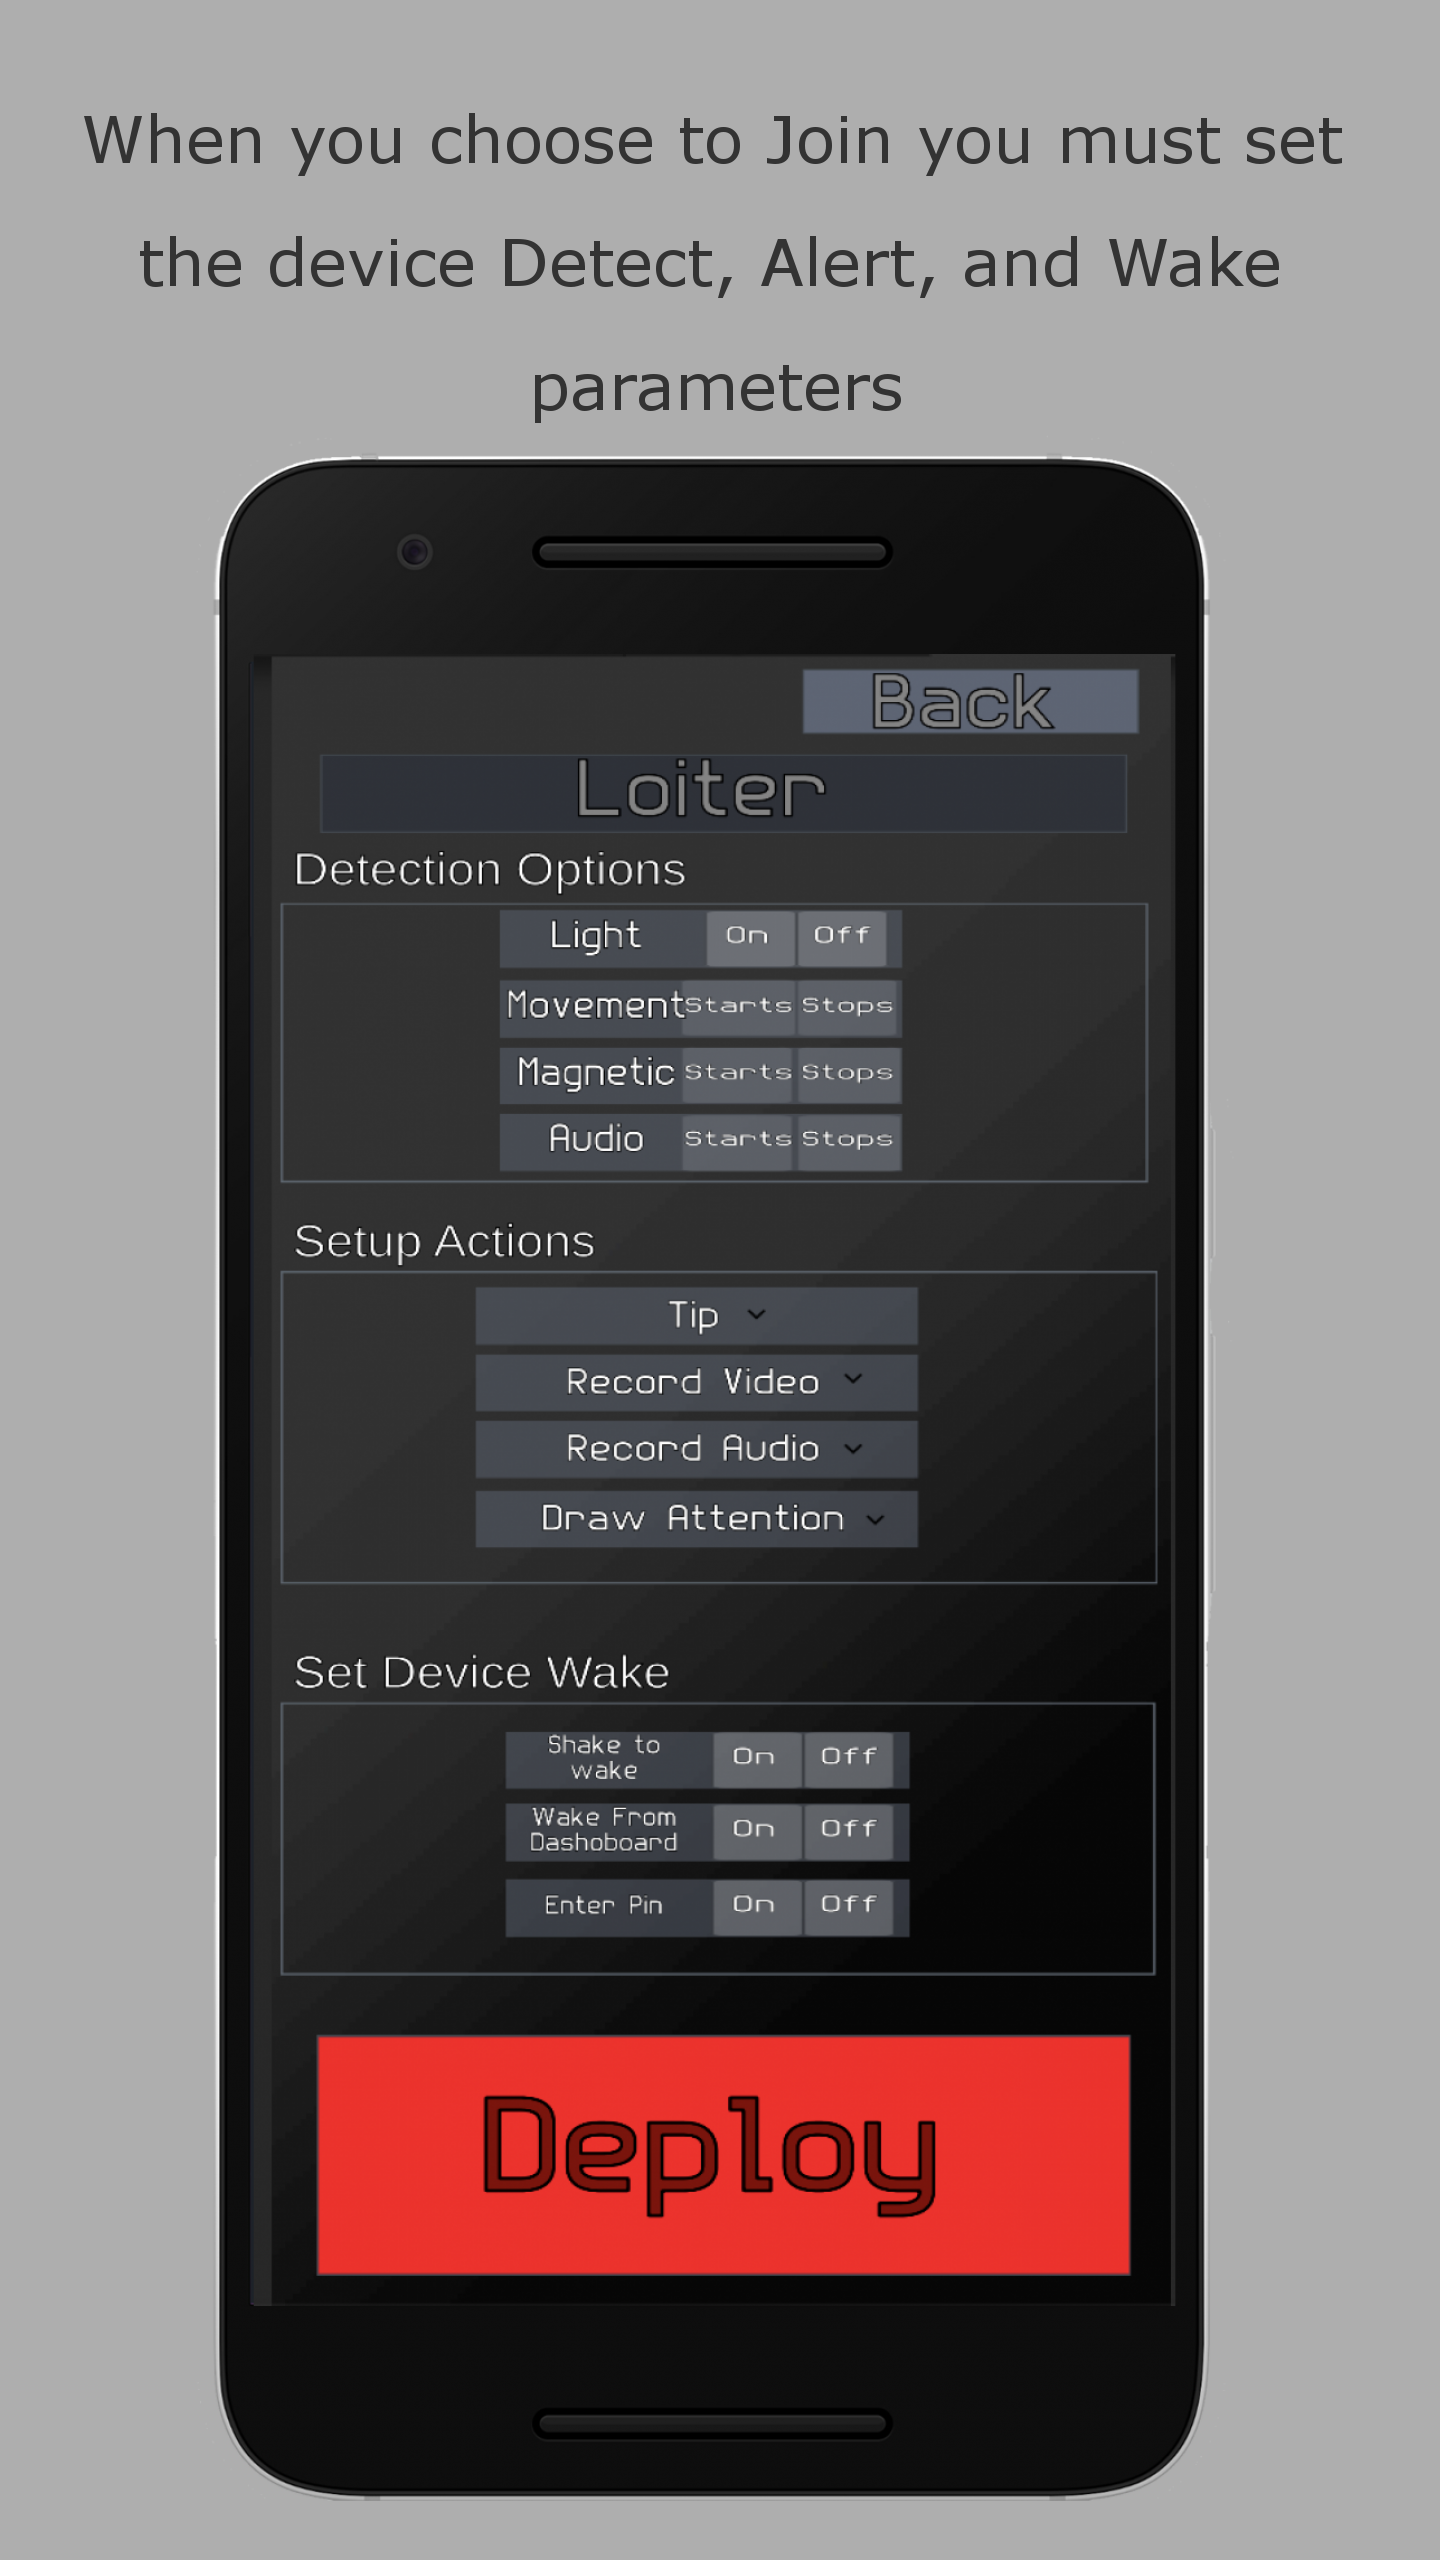 When you choose to Join you must set
the device Detect, Alert, and Wake
parameters
Back
Loiter
Detection Options
Light On Off
Movement Starts Stops
Magnetic Starts Stops
Audio Starts Stops
Setup Actions
Tip
Record Video
Record Audio
Draw Attention
Set Device Wake
Shake to
wake
On Off
Wake From
Dashoboard
On Off
Enter Pin On Off
Deploy